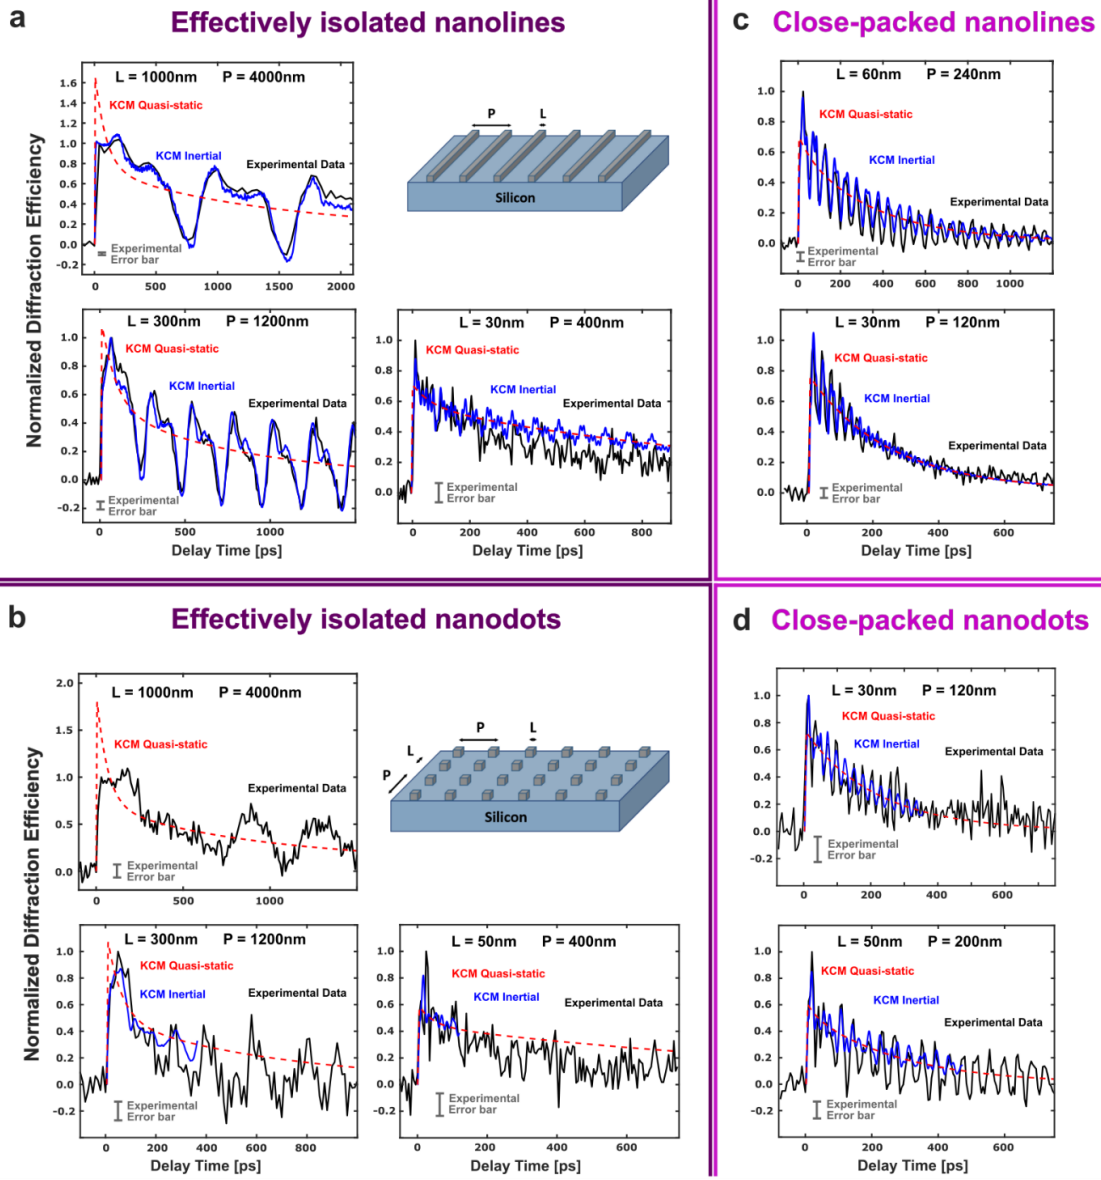 a Effectively isolated nanolines
L = 1000nm P = 4000nm
KCM Quasi-static
KCM Inertial
Experimental Data
Experimental
Error bar
1.6
1.4
1.2
1.0
0.8
0.6
0.4
0.2
0.0
-0.2
0 500 1000 1500 2000
P L
Silicon
Normalized Diffraction Efficiency
L = 300nm P = 1200nm
KCM Quasi-static
KCM Inertial
Experimental Data
Experimental
Error bar
1.0
0.8
0.6
0.4
0.2
0.0
-0.2
0 500 1000
Delay Time [ps]
L = 30nm P = 400nm
KCM Quasi-static
KCM Inertial
Experimental Data
Experimental
Error bar
1.0
0.8
0.6
0.4
0.2
0.0
0 200 400 600 800
Delay Time [ps]
c Close-packed nanolines
L = 60nm P = 240nm
KCM Quasi-static
KCM Inertial
Experimental Data
Experimental
Error bar
1.0
0.8
0.6
0.4
0.2
0.0
0 200 400 600 800 1000
L = 30nm P = 120nm
KCM Quasi-static
KCM Inertial
Experimental Data
Experimental
Error bar
1.0
0.8
0.6
0.4
0.2
0.0
0 200 400 600
Delay Time [ps]
b Effectively isolated nanodots
L = 1000nm P = 4000nm
KCM Quasi-static
Experimental Data
Experimental
Error bar
2.0
1.5
1.0
0.5
0.0
0 500 1000
P L
L
P
Silicon
Normalized Diffraction Efficiency
L = 300nm P = 1200nm
KCM Quasi-static
KCM Inertial
Experimental Data
Experimental
Error bar
1.0
0.8
0.6
0.4
0.2
0.0
-0.2
0 200 400 600 800
Delay Time [ps]
L = 50nm P = 400nm
KCM Quasi-static
KCM Inertial
Experimental Data
Experimental
Error bar
1.0
0.8
0.6
0.4
0.2
0.0
-0.2
0 200 400 600
Delay Time [ps]
d Close-packed nanodots
L = 30nm P = 120nm
KCM Quasi-static
KCM Inertial
Experimental Data
Experimental
Error bar
1.0
0.8
0.6
0.4
0.2
0.0
-0.2
0 200 400 600
L = 50nm P = 200nm
KCM Quasi-static
KCM Inertial
Experimental Data
Experimental
Error bar
1.0
0.8
0.6
0.4
0.2
0.0
-0.2
0 200 400 600
Delay Time [ps]